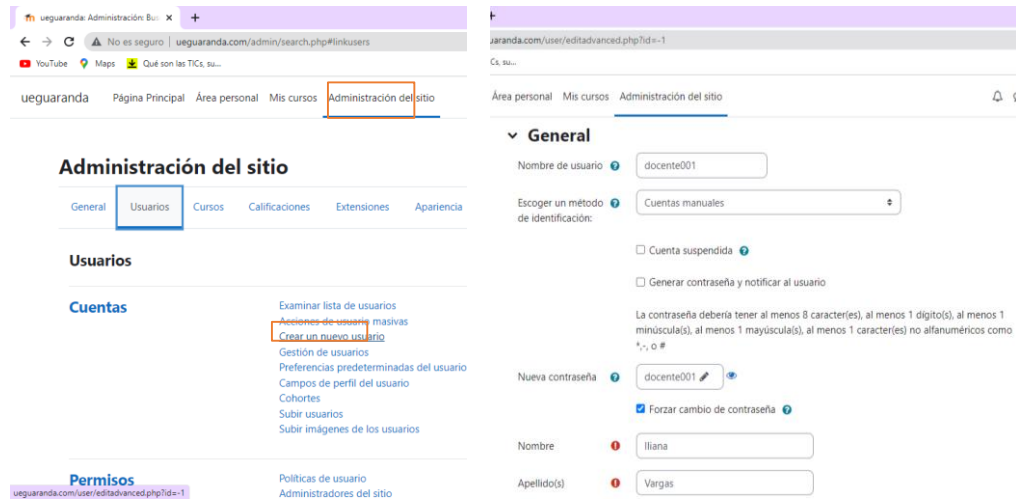 ueguaranda: Administración: Bus
No es seguro | ueguaranda.com/admin/search.php#linkusers
YouTube Maps Qué son las TICs, su...
ueguaranda Página Principal Área personal Mis cursos Administración del sitio
Administración del sitio
General Usuarios Cursos Calificaciones Extensiones Apariencia
Usuarios
Cuentas
Examinar lista de usuarios
Acciones de usuario masivas
Crear un nuevo usuario
Gestión de usuarios
Preferencias predeterminadas del usuario
Campos de perfil del usuario
Cohortes
Subir usuarios
Subir imágenes de los usuarios
Permisos
Políticas de usuario
Administradores del sitio
ueguaranda.com/user/editadvanced.php?id=-1
uaranda.com/user/editadvanced.php?id=-1
Cs, su...
Área personal Mis cursos Administración del sitio
General
Nombre de usuario docente001
Escoger un método Cuentas manuales
de identificación:
Cuenta suspendida
Generar contraseña y notificar al usuario
La contraseña debería tener al menos 8 caracter(es), al menos 1 dígito(s), al menos 1
minúscula(s), al menos 1 mayúscula(s), al menos 1 caracter(es) no alfanuméricos como
*,-, o #
Nueva contraseña docente001
Forzar cambio de contraseña
Nombre Iliana
Apellido(s) Vargas